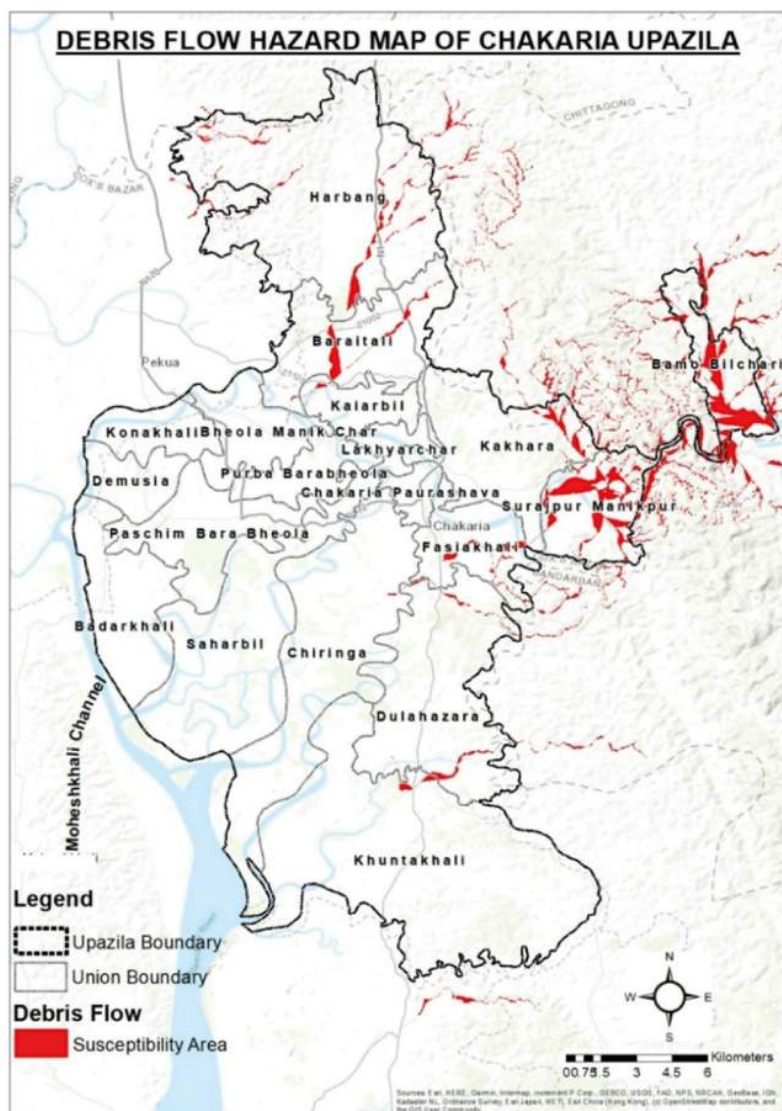 DEBRIS FLOW HAZARD MAP OF CHAKARIA UPAZILA
CHITTAGONG
COX'S BAZAR
Harbang
N1
Baraitali
Bamo Bilchari
Pekua
Kaiarbil
Konakhali
Bheola Manik Char
Lakhyarchar
Kakhara
Demusia
Purba Barabheola
Chakaria Paurashava
Surajpur Manikpur
Chakaria
Paschim Bara Bheola
Fasiakhali
BANDARBAN
Badarkhali
Saharbil
Chiringa
Dulahazara
Moheshkhali Channel
Khuntakhali
Legend
Upazila Boundary
Union Boundary
Debris Flow
Susceptibility Area
N
W
E
S
Kilometers
00.75 1.5 3 4.5 6